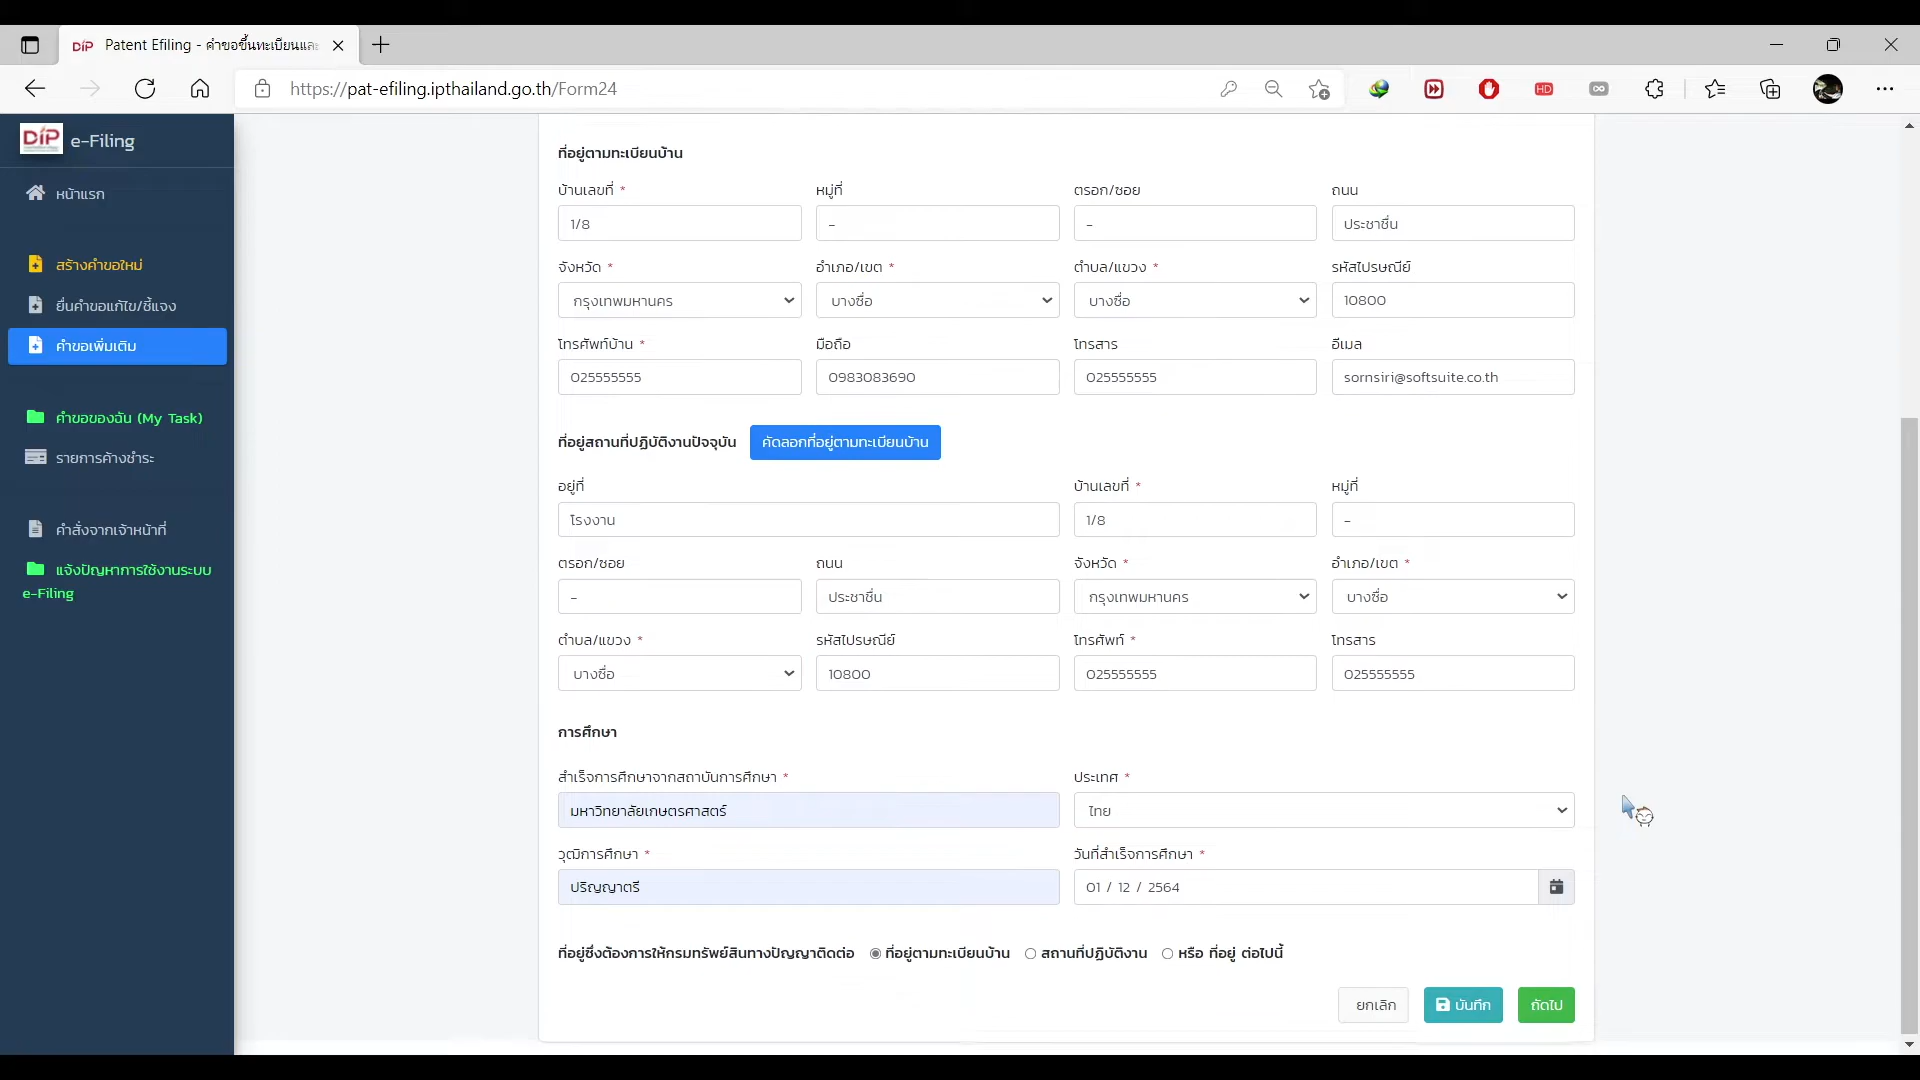 DIP Patent Efiling - คำขอขึ้นทะเบียนและ
https://pat-efiling.ipthailand.go.th/Form24
HD
DIP e-Filing
หน้าแรก
สร้างคำขอใหม่
ยื่นคำขอแก้ไข/ชี้แจง
คำขอเพิ่มเติม
คำขอของฉัน (My Task)
รายการค้างชำระ
คำสั่งจากเจ้าหน้าที่
แจ้งปัญหาการใช้งานระบบ
e-Filing
ที่อยู่ตามทะเบียนบ้าน
บ้านเลขที่ * หมู่ที่ ตรอก/ซอย ถนน
1/8 - - ประชาชื่น
จังหวัด * อำเภอ/เขต * ตำบล/แขวง * รหัสไปรษณีย์
กรุงเทพมหานคร บางซื่อ บางซื่อ 10800
โทรศัพท์บ้าน * มือถือ โทรสาร อีเมล
025555555 0983083690 025555555 sornsiri@softsuite.co.th
ที่อยู่สถานที่ปฏิบัติงานปัจจุบัน คัดลอกที่อยู่ตามทะเบียนบ้าน
อยู่ที่ บ้านเลขที่ * หมู่ที่
โรงงาน 1/8 -
ตรอก/ซอย ถนน จังหวัด * อำเภอ/เขต *
- ประชาชื่น กรุงเทพมหานคร บางซื่อ
ตำบล/แขวง * รหัสไปรษณีย์ โทรศัพท์ * โทรสาร
บางซื่อ 10800 025555555 025555555
การศึกษา
สำเร็จการศึกษาจากสถาบันการศึกษา * ประเทศ *
มหาวิทยาลัยเกษตรศาสตร์ ไทย
วุฒิการศึกษา * วันที่สำเร็จการศึกษา *
ปริญญาตรี 01 / 12 / 2564
ที่อยู่ซึ่งต้องการให้กรมทรัพย์สินทางปัญญาติดต่อ ที่อยู่ตามทะเบียนบ้าน สถานที่ปฏิบัติงาน หรือ ที่อยู่ ต่อไปนี้
ยกเลิก บันทึก ถัดไป